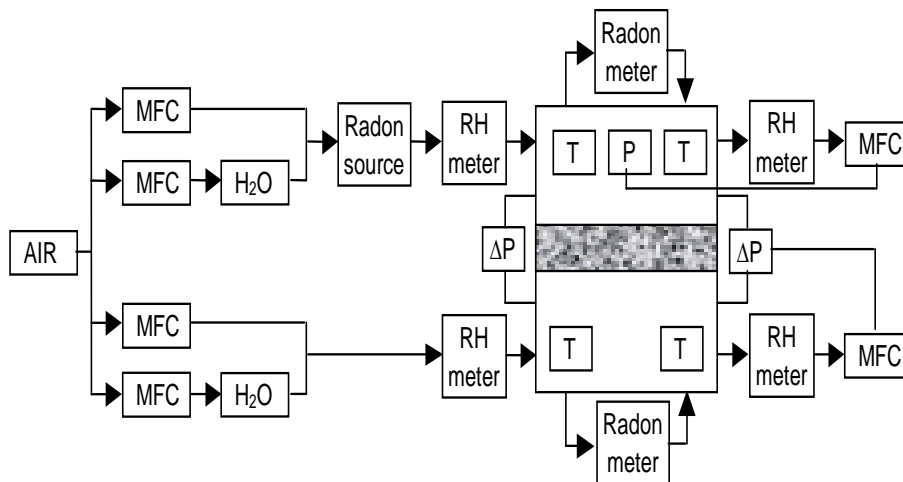 Radon
meter
MFC
Radon
source
RH
meter
T
P
T
RH
meter
MFC
MFC
H₂O
AIR
ΔP
ΔP
MFC
RH
meter
T
T
RH
meter
MFC
MFC
H₂O
Radon
meter